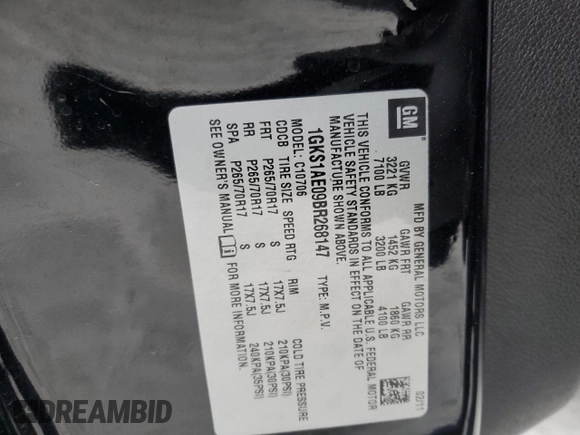 GM
MFD BY GENERAL MOTORS LLC 02/11
GVWR GAWR FRT GAWR RR
3221 KG 1452 KG 1860 KG
7100 LB 3200 LB 4100 LB
THIS VEHICLE CONFORMS TO ALL APPLICABLE U.S. FEDERAL MOTOR
VEHICLE SAFETY STANDARDS IN EFFECT ON THE DATE OF
MANUFACTURE SHOWN ABOVE.
1GKS1AE09BR268147 TYPE: M.P.V.
MODEL: C10706
CDCB TIRE SIZE SPEED RTG RIM COLD TIRE PRESSURE
FRT P265/70R17 S 17X7.5J 210KPA(30PSI)
RR P265/70R17 S 17X7.5J 210KPA(30PSI)
SPA P265/70R17 S 17X7.5J 240KPA(35PSI)
SEE OWNER'S MANUAL FOR MORE INFORMATION.
DREAMBID